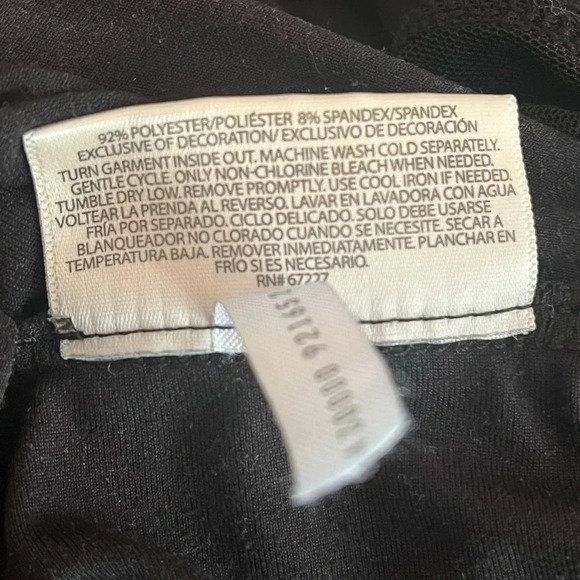 92% POLYESTER/POLIÉSTER 8% SPANDEX/SPANDEX
EXCLUSIVE OF DECORATION/ EXCLUSIVO DE DECORACIÓN
TURN GARMENT INSIDE OUT. MACHINE WASH COLD SEPARATELY.
GENTLE CYCLE. ONLY NON-CHLORINE BLEACH WHEN NEEDED.
TUMBLE DRY LOW. REMOVE PROMPTLY. USE COOL IRON IF NEEDED.
VOLTEAR LA PRENDA AL REVERSO. LAVAR EN LAVADORA CON AGUA
FRÍA POR SEPARADO. CICLO DELICADO. SOLO DEBE USARSE
BLANQUEADOR NO CLORADO CUANDO SE NECESITE. SECAR A
TEMPERATURA BAJA. REMOVER INMEDIATAMENTE. PLANCHAR EN
FRÍO SI ES NECESARIO.
RN# 67227